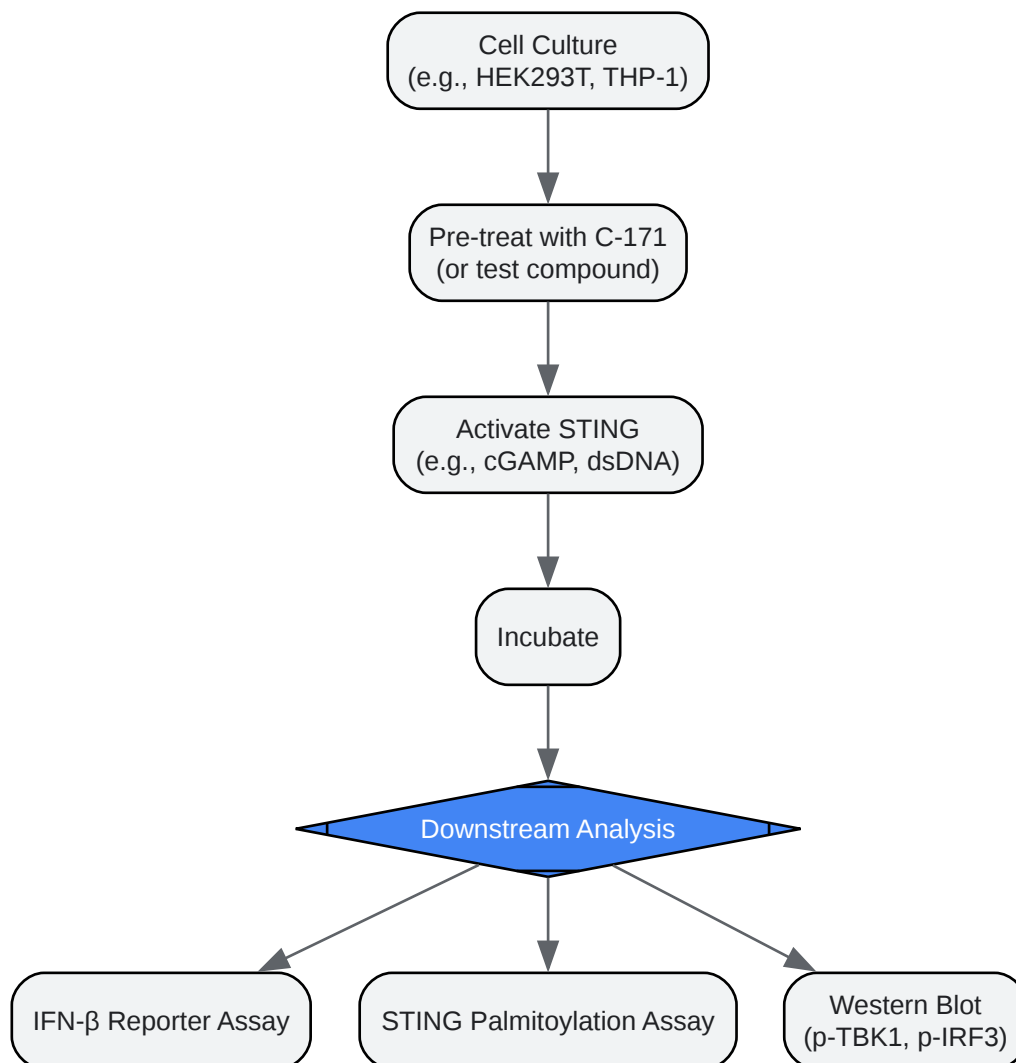 Cell Culture
(e.g., HEK293T, THP-1)
Pre-treat with C-171
(or test compound)
Activate STING
(e.g., cGAMP, dsDNA)
Incubate
Downstream Analysis
IFN-β Reporter Assay
STING Palmitoylation Assay
Western Blot
(p-TBK1, p-IRF3)